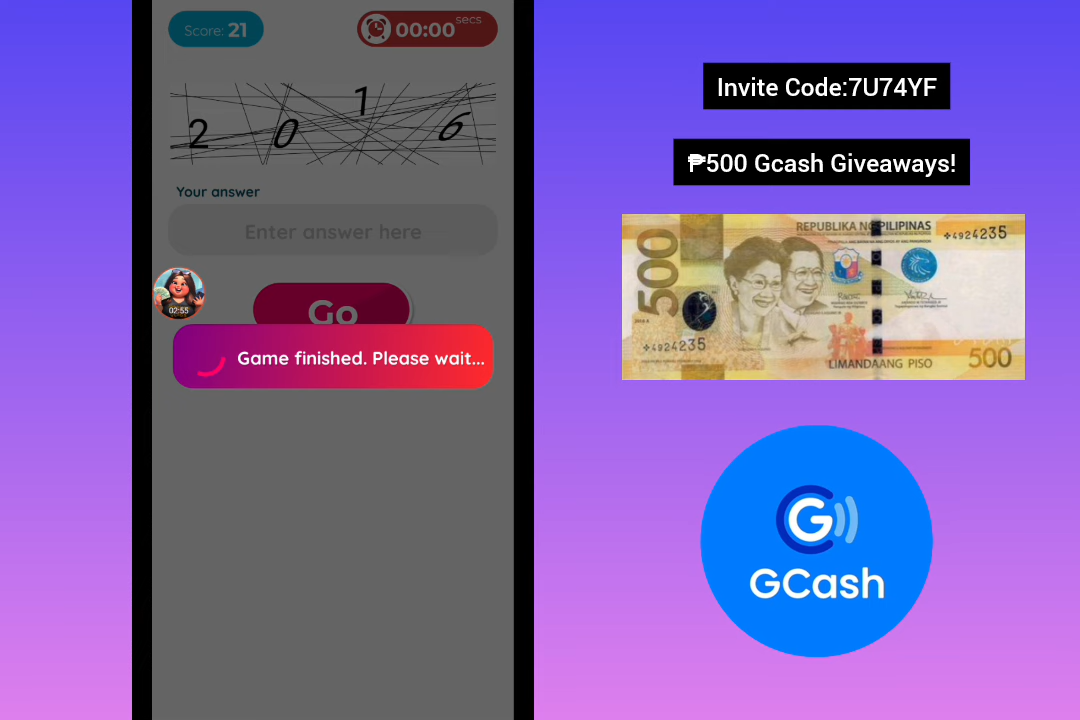 Score: 21
00:00 secs
2 0 1 6
Your answer
Enter answer here
02:55
Go
Game finished. Please wait...
Invite Code:7U74YF
₱500 Gcash Giveaways!
REPUBLIKA NG PILIPINAS
4924235
500
4924235
LIMANDAANG PISO
500
G
GCash